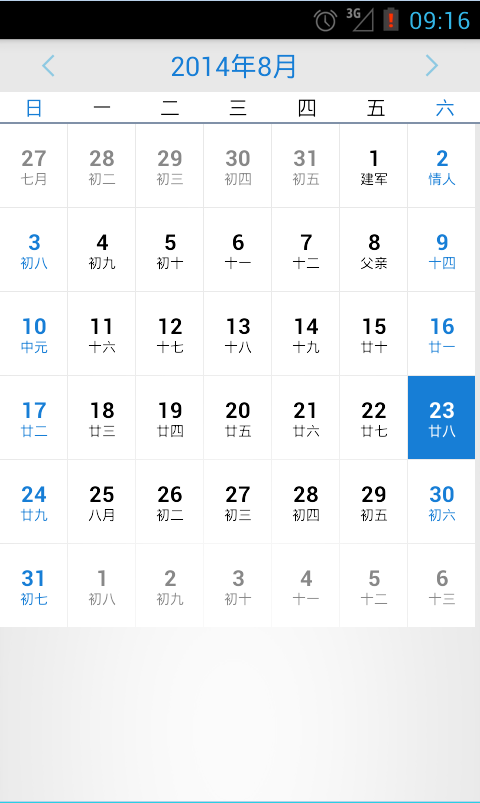 3G 09:16
2014年8月
日 一 二 三 四 五 六
27 28 29 30 31 1 2
七月 初二 初三 初四 初五 建军 情人
3 4 5 6 7 8 9
初八 初九 初十 十一 十二 父亲 十四
10 11 12 13 14 15 16
中元 十六 十七 十八 十九 廿十 廿一
17 18 19 20 21 22 23
廿二 廿三 廿四 廿五 廿六 廿七 廿八
24 25 26 27 28 29 30
廿九 八月 初二 初三 初四 初五 初六
31 1 2 3 4 5 6
初七 初八 初九 初十 十一 十二 十三